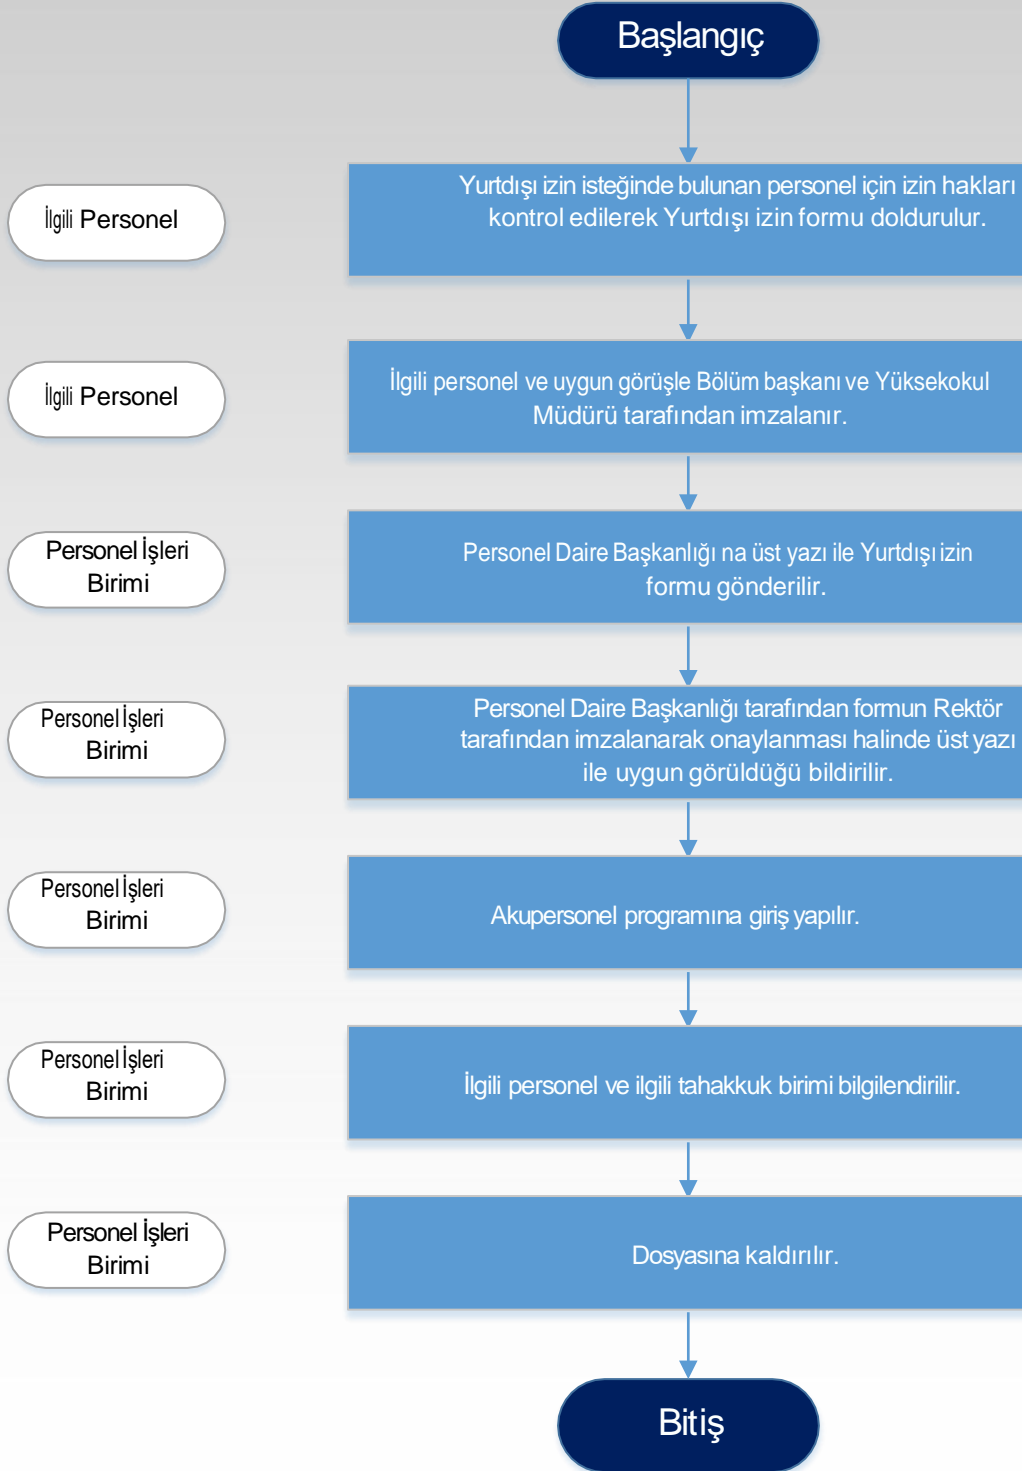 Başlangıç
İlgili Personel
Yurtdışı izin isteğinde bulunan personel için izin hakları
kontrol edilerek Yurtdışı izin formu doldurulur.
İlgili Personel
İlgili personel ve uygun görüşle Bölüm başkanı ve Yüksekokul
Müdürü tarafından imzalanır.
Personel İşleri
Birimi
Personel Daire Başkanlığı na üst yazı ile Yurtdışı izin
formu gönderilir.
Personel İşleri
Birimi
Personel Daire Başkanlığı tarafından formun Rektör
tarafından imzalanarak onaylanması halinde üst yazı
ile uygun görüldüğü bildirilir.
Personel İşleri
Birimi
Akupersonel programına giriş yapılır.
Personel İşleri
Birimi
İlgili personel ve ilgili tahakkuk birimi bilgilendirilir.
Personel İşleri
Birimi
Dosyasına kaldırılır.
Bitiş